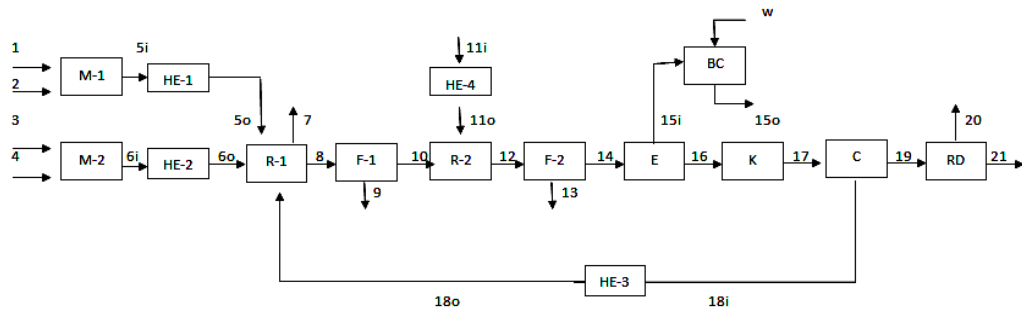 w
1
5i
11i
2
M-1
HE-1
HE-4
BC
3
5o
7
11o
15i
15o
20
4
M-2
6i
HE-2
6o
R-1
8
F-1
10
R-2
12
F-2
14
E
16
K
17
C
19
RD
21
9
13
HE-3
18o
18i